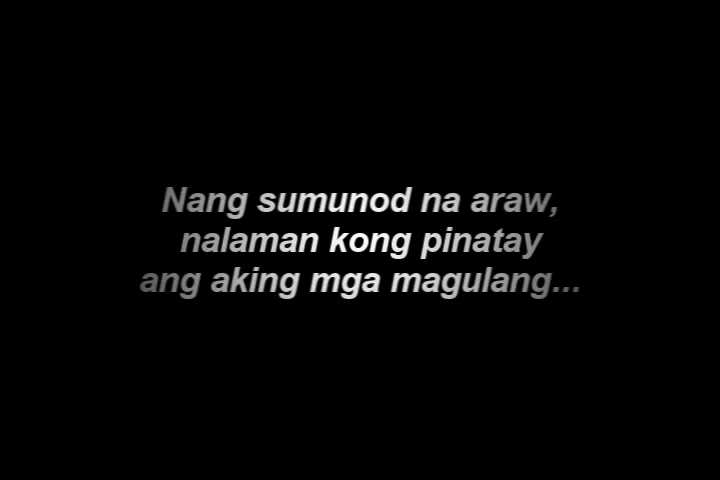 Nang sumunod na araw,
nalaman kong pinatay
ang aking mga magulang...